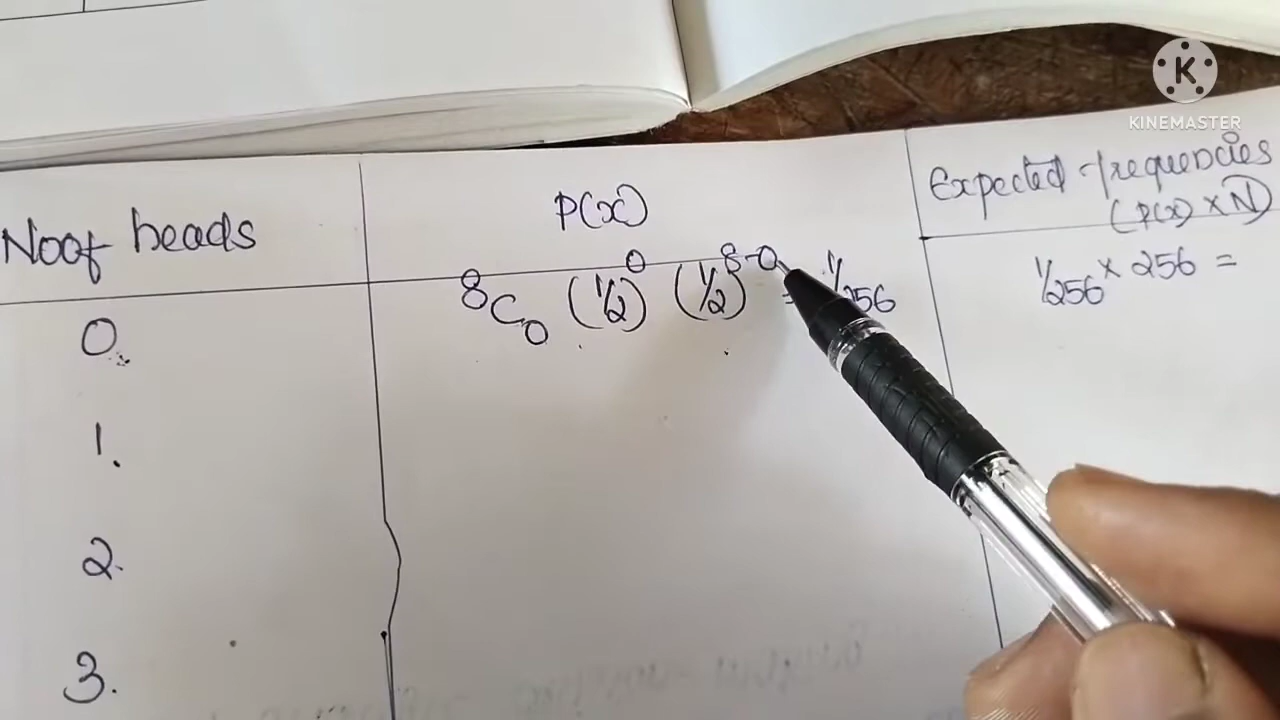 K
KINEMASTER
No of heads
P(x)
Expected frequencies
(P(x) × N)
0.
⁸C₀ (1/2)⁰ (1/2)⁸⁻⁰ = 1/256
1/256 × 256 =
1.
2.
3.